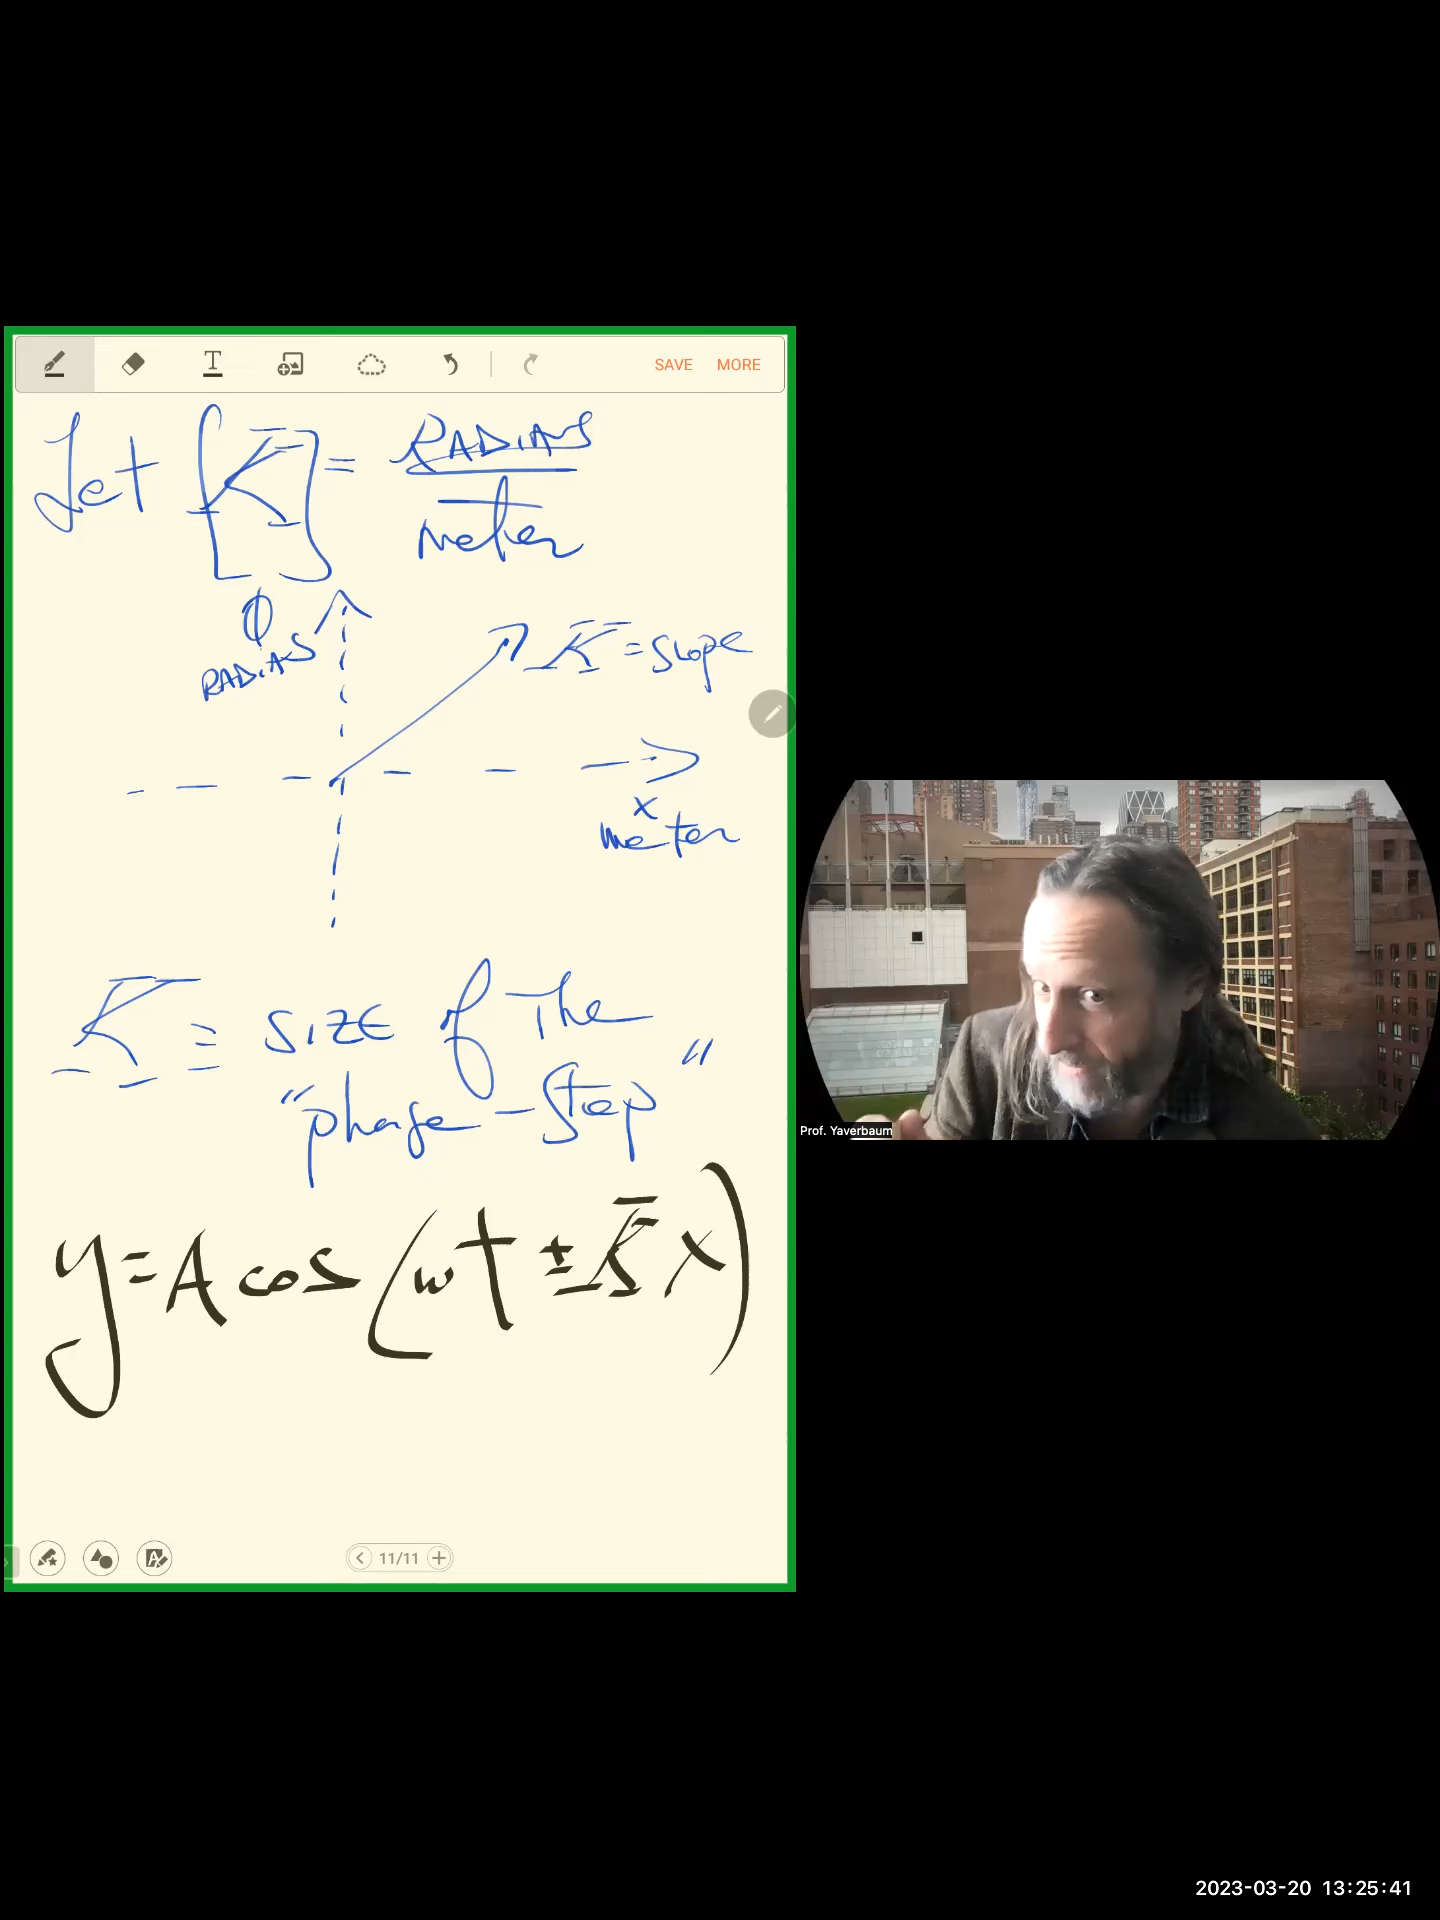 SAVE MORE
Let [K] = RADIANS
meter
φ
RADIANS
K = slope
x
meter
K ≡ SIZE of The
"phase-Step"
y = A cos(ωt ± Kx)
11/11
Prof. Yaverbaum
2023-03-20 13:25:41